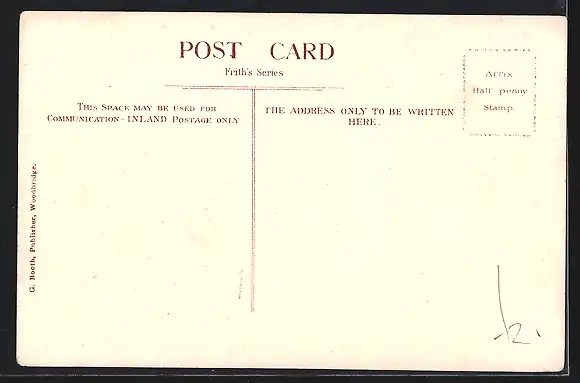 POST CARD
Frith's Series
THIS SPACE MAY BE USED FOR
COMMUNICATION-INLAND POSTAGE ONLY
THE ADDRESS ONLY TO BE WRITTEN
HERE.
AFFIX
Half penny
Stamp.
G. Booth, Publisher, Woodbridge.